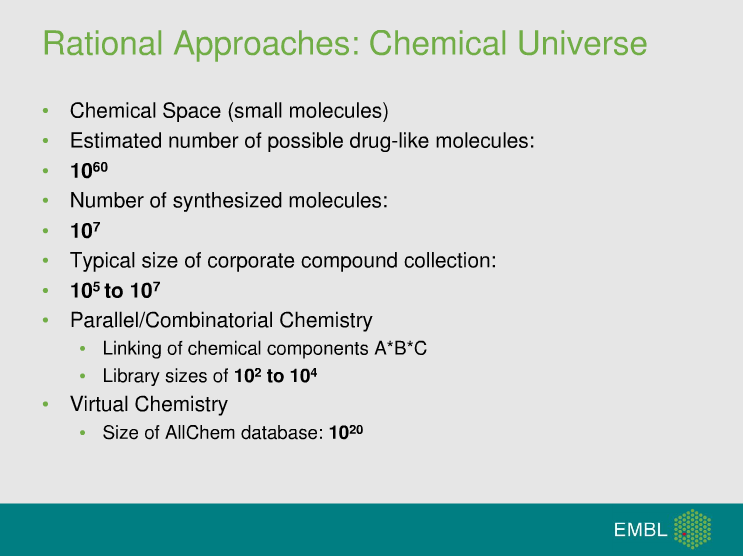 Rational Approaches: Chemical Universe
• Chemical Space (small molecules)
• Estimated number of possible drug-like molecules:
• 10⁶⁰
• Number of synthesized molecules:
• 10⁷
• Typical size of corporate compound collection:
• 10⁵ to 10⁷
• Parallel/Combinatorial Chemistry
• Linking of chemical components A*B*C
• Library sizes of 10² to 10⁴
• Virtual Chemistry
• Size of AllChem database: 10²⁰
EMBL